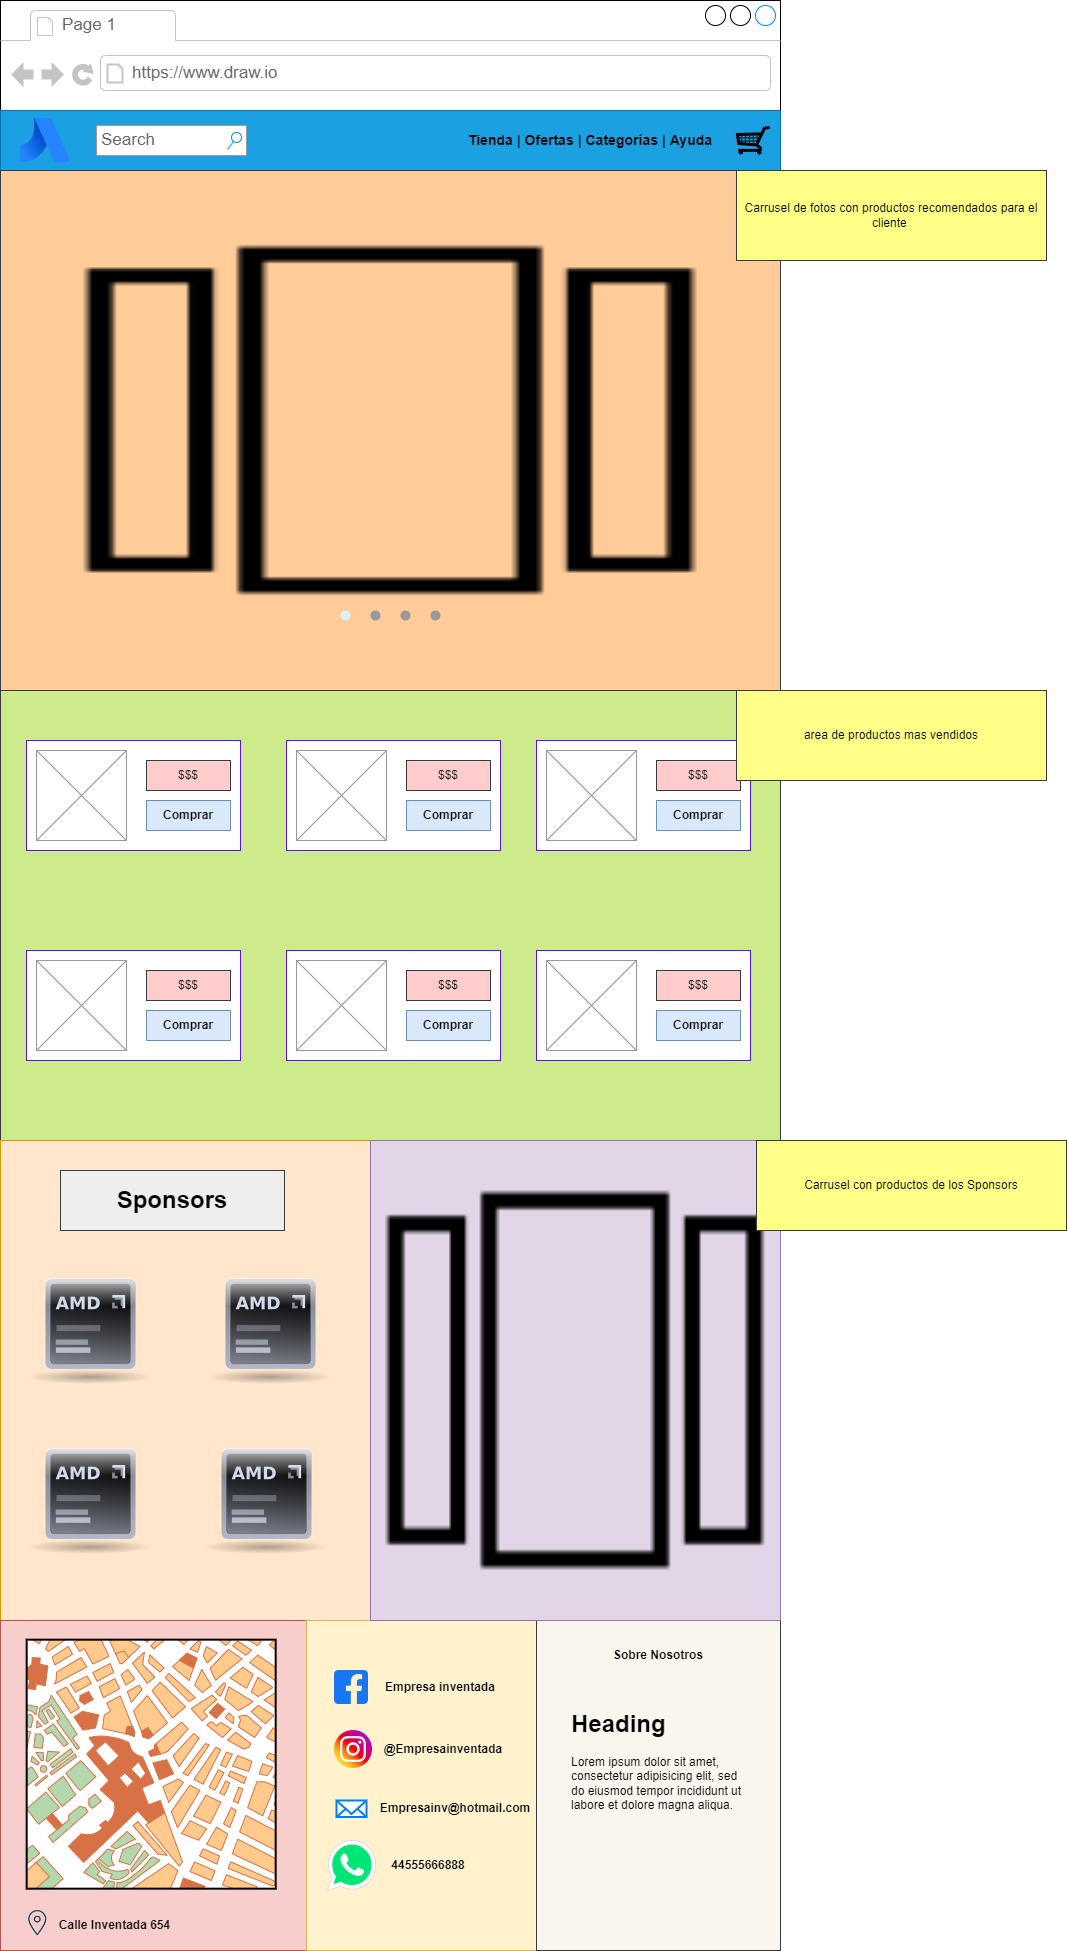 Page 1
https://www.draw.io
Search
Tienda | Ofertas | Categorías | Ayuda
Carrusel de fotos con productos recomendados para el
cliente
area de productos mas vendidos
$$$
$$$
$$$
Comprar
Comprar
Comprar
$$$
$$$
$$$
Comprar
Comprar
Comprar
Carrusel con productos de los Sponsors
Sponsors
AMD
AMD
AMD
AMD
Calle Inventada 654
Empresa inventada
@Empresainventada
Empresainv@hotmail.com
44555666888
Sobre Nosotros
Heading
Lorem ipsum dolor sit amet,
consectetur adipisicing elit, sed
do eiusmod tempor incididunt ut
labore et dolore magna aliqua.